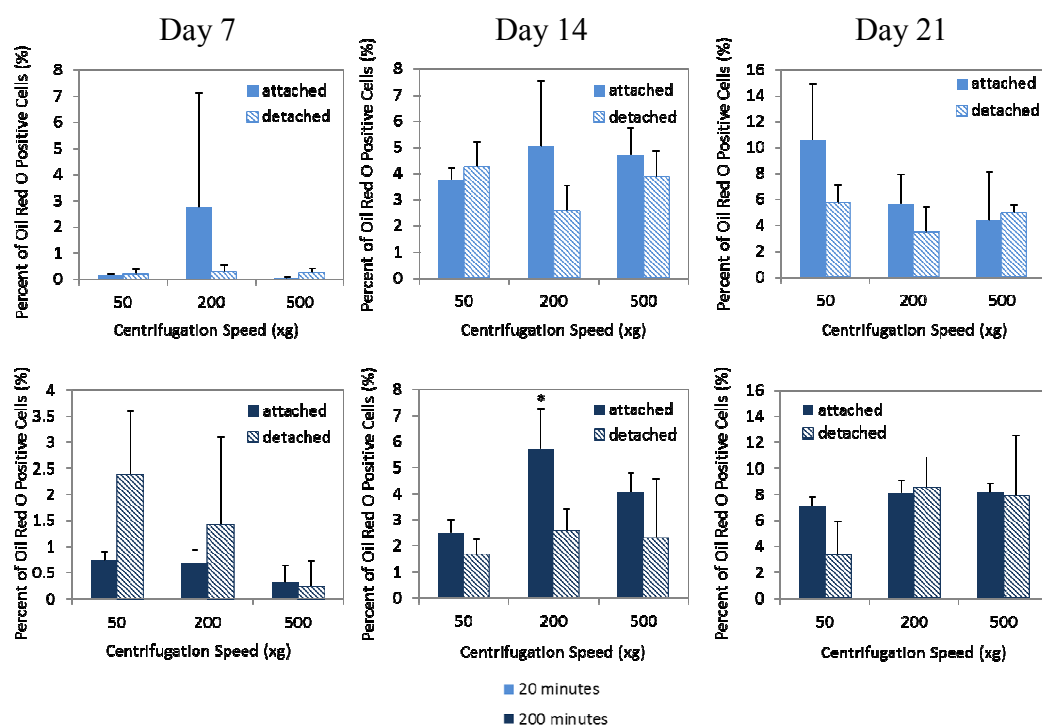 Day 7
Day 14
Day 21
Percent of Oil Red O Positive Cells (%)
8
7
6
5
4
3
2
1
0
attached
detached
50 200 500
Centrifugation Speed (xg)
Percent of Oil Red O Positive Cells (%)
8
7
6
5
4
3
2
1
0
attached
detached
50 200 500
Centrifugation Speed (xg)
Percent of Oil Red O Positive Cells (%)
16
14
12
10
8
6
4
2
0
attached
detached
50 200 500
Centrifugation Speed (xg)
Percent of Oil Red O Positive Cells (%)
4
3.5
3
2.5
2
1.5
1
0.5
0
attached
detached
50 200 500
Centrifugation Speed (xg)
Percent of Oil Red O Positive Cells (%)
8
7
6
5
4
3
2
1
0
*
attached
detached
50 200 500
Centrifugation Speed (xg)
Percent of Oil Red O Positive Cells (%)
16
14
12
10
8
6
4
2
0
attached
detached
50 200 500
Centrifugation Speed (xg)
20 minutes
200 minutes